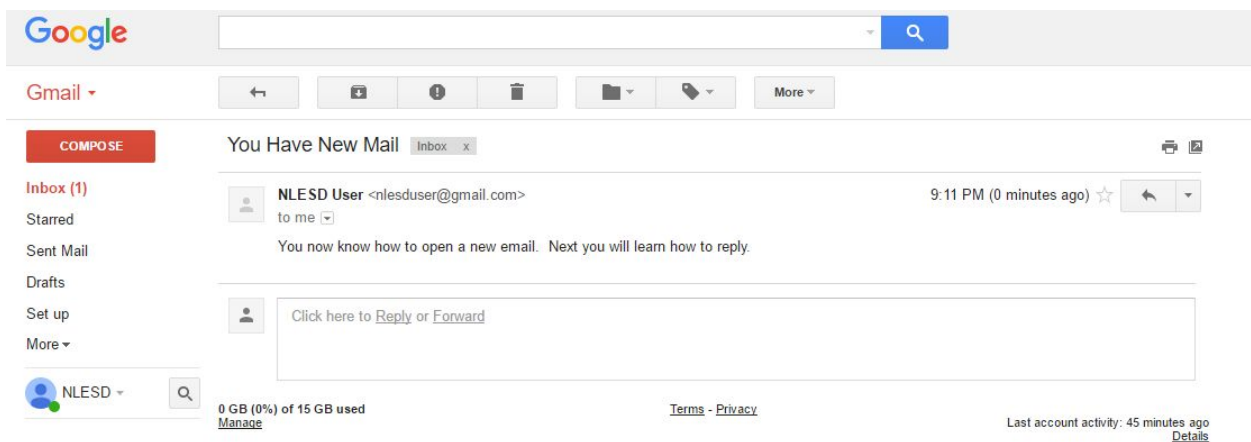 Google
Gmail
More
COMPOSE
You Have New Mail Inbox x
Inbox (1)
NLESD User <nlesduser@gmail.com> 9:11 PM (0 minutes ago)
Starred
to me
Sent Mail
You now know how to open a new email. Next you will learn how to reply.
Drafts
Set up
Click here to Reply or Forward
More
NLESD
0 GB (0%) of 15 GB used
Terms - Privacy
Manage
Last account activity: 45 minutes ago
Details